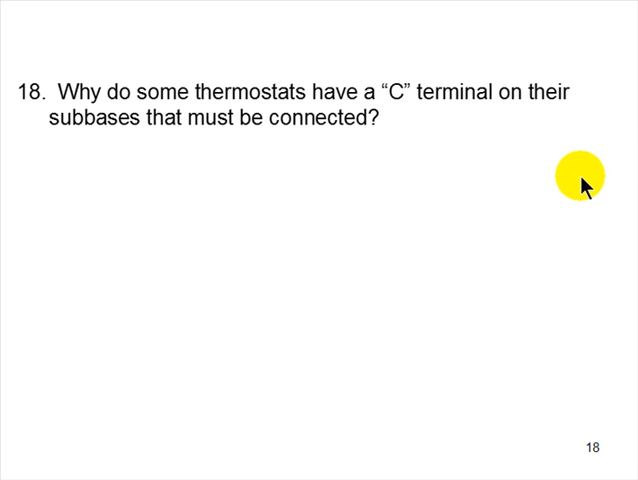 18. Why do some thermostats have a “C” terminal on their
subbases that must be connected?
18